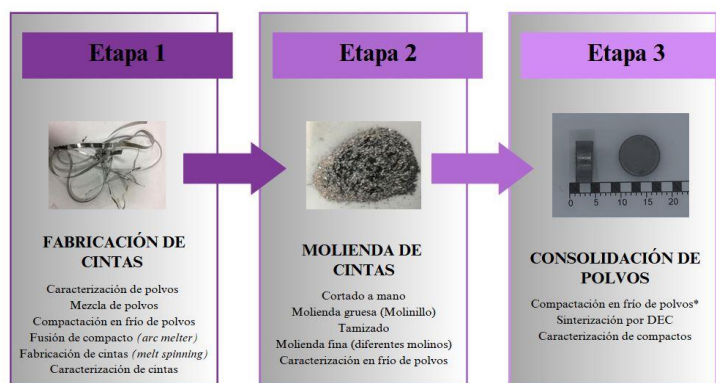 Etapa 1
FABRICACIÓN DE
CINTAS
Caracterización de polvos
Mezcla de polvos
Compactación en frío de polvos
Fusión de compacto (arc melter)
Fabricación de cintas (melt spinning)
Caracterización de cintas
Etapa 2
MOLIENDA DE
CINTAS
Cortado a mano
Molienda gruesa (Molinillo)
Tamizado
Molienda fina (diferentes molinos)
Caracterización en frío de polvos
Etapa 3
0 5 10 15 20
CONSOLIDACIÓN DE
POLVOS
Compactación en frío de polvos*
Sinterización por DEC
Caracterización de compactos